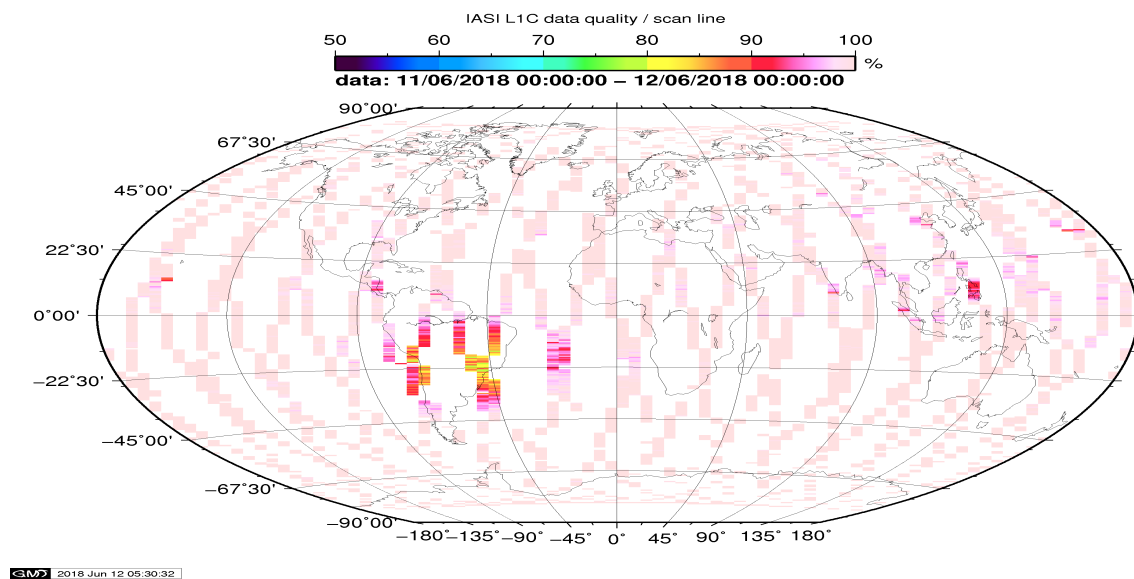 IASI L1C data quality / scan line
50 60 70 80 90 100
%
data: 11/06/2018 00:00:00 − 12/06/2018 00:00:00
90°00'
67°30'
45°00'
22°30'
0°00'
−22°30'
−45°00'
−67°30'
−90°00'
−180° −135° −90° −45° 0° 45° 90° 135° 180°
GMD 2018 Jun 12 05:30:32